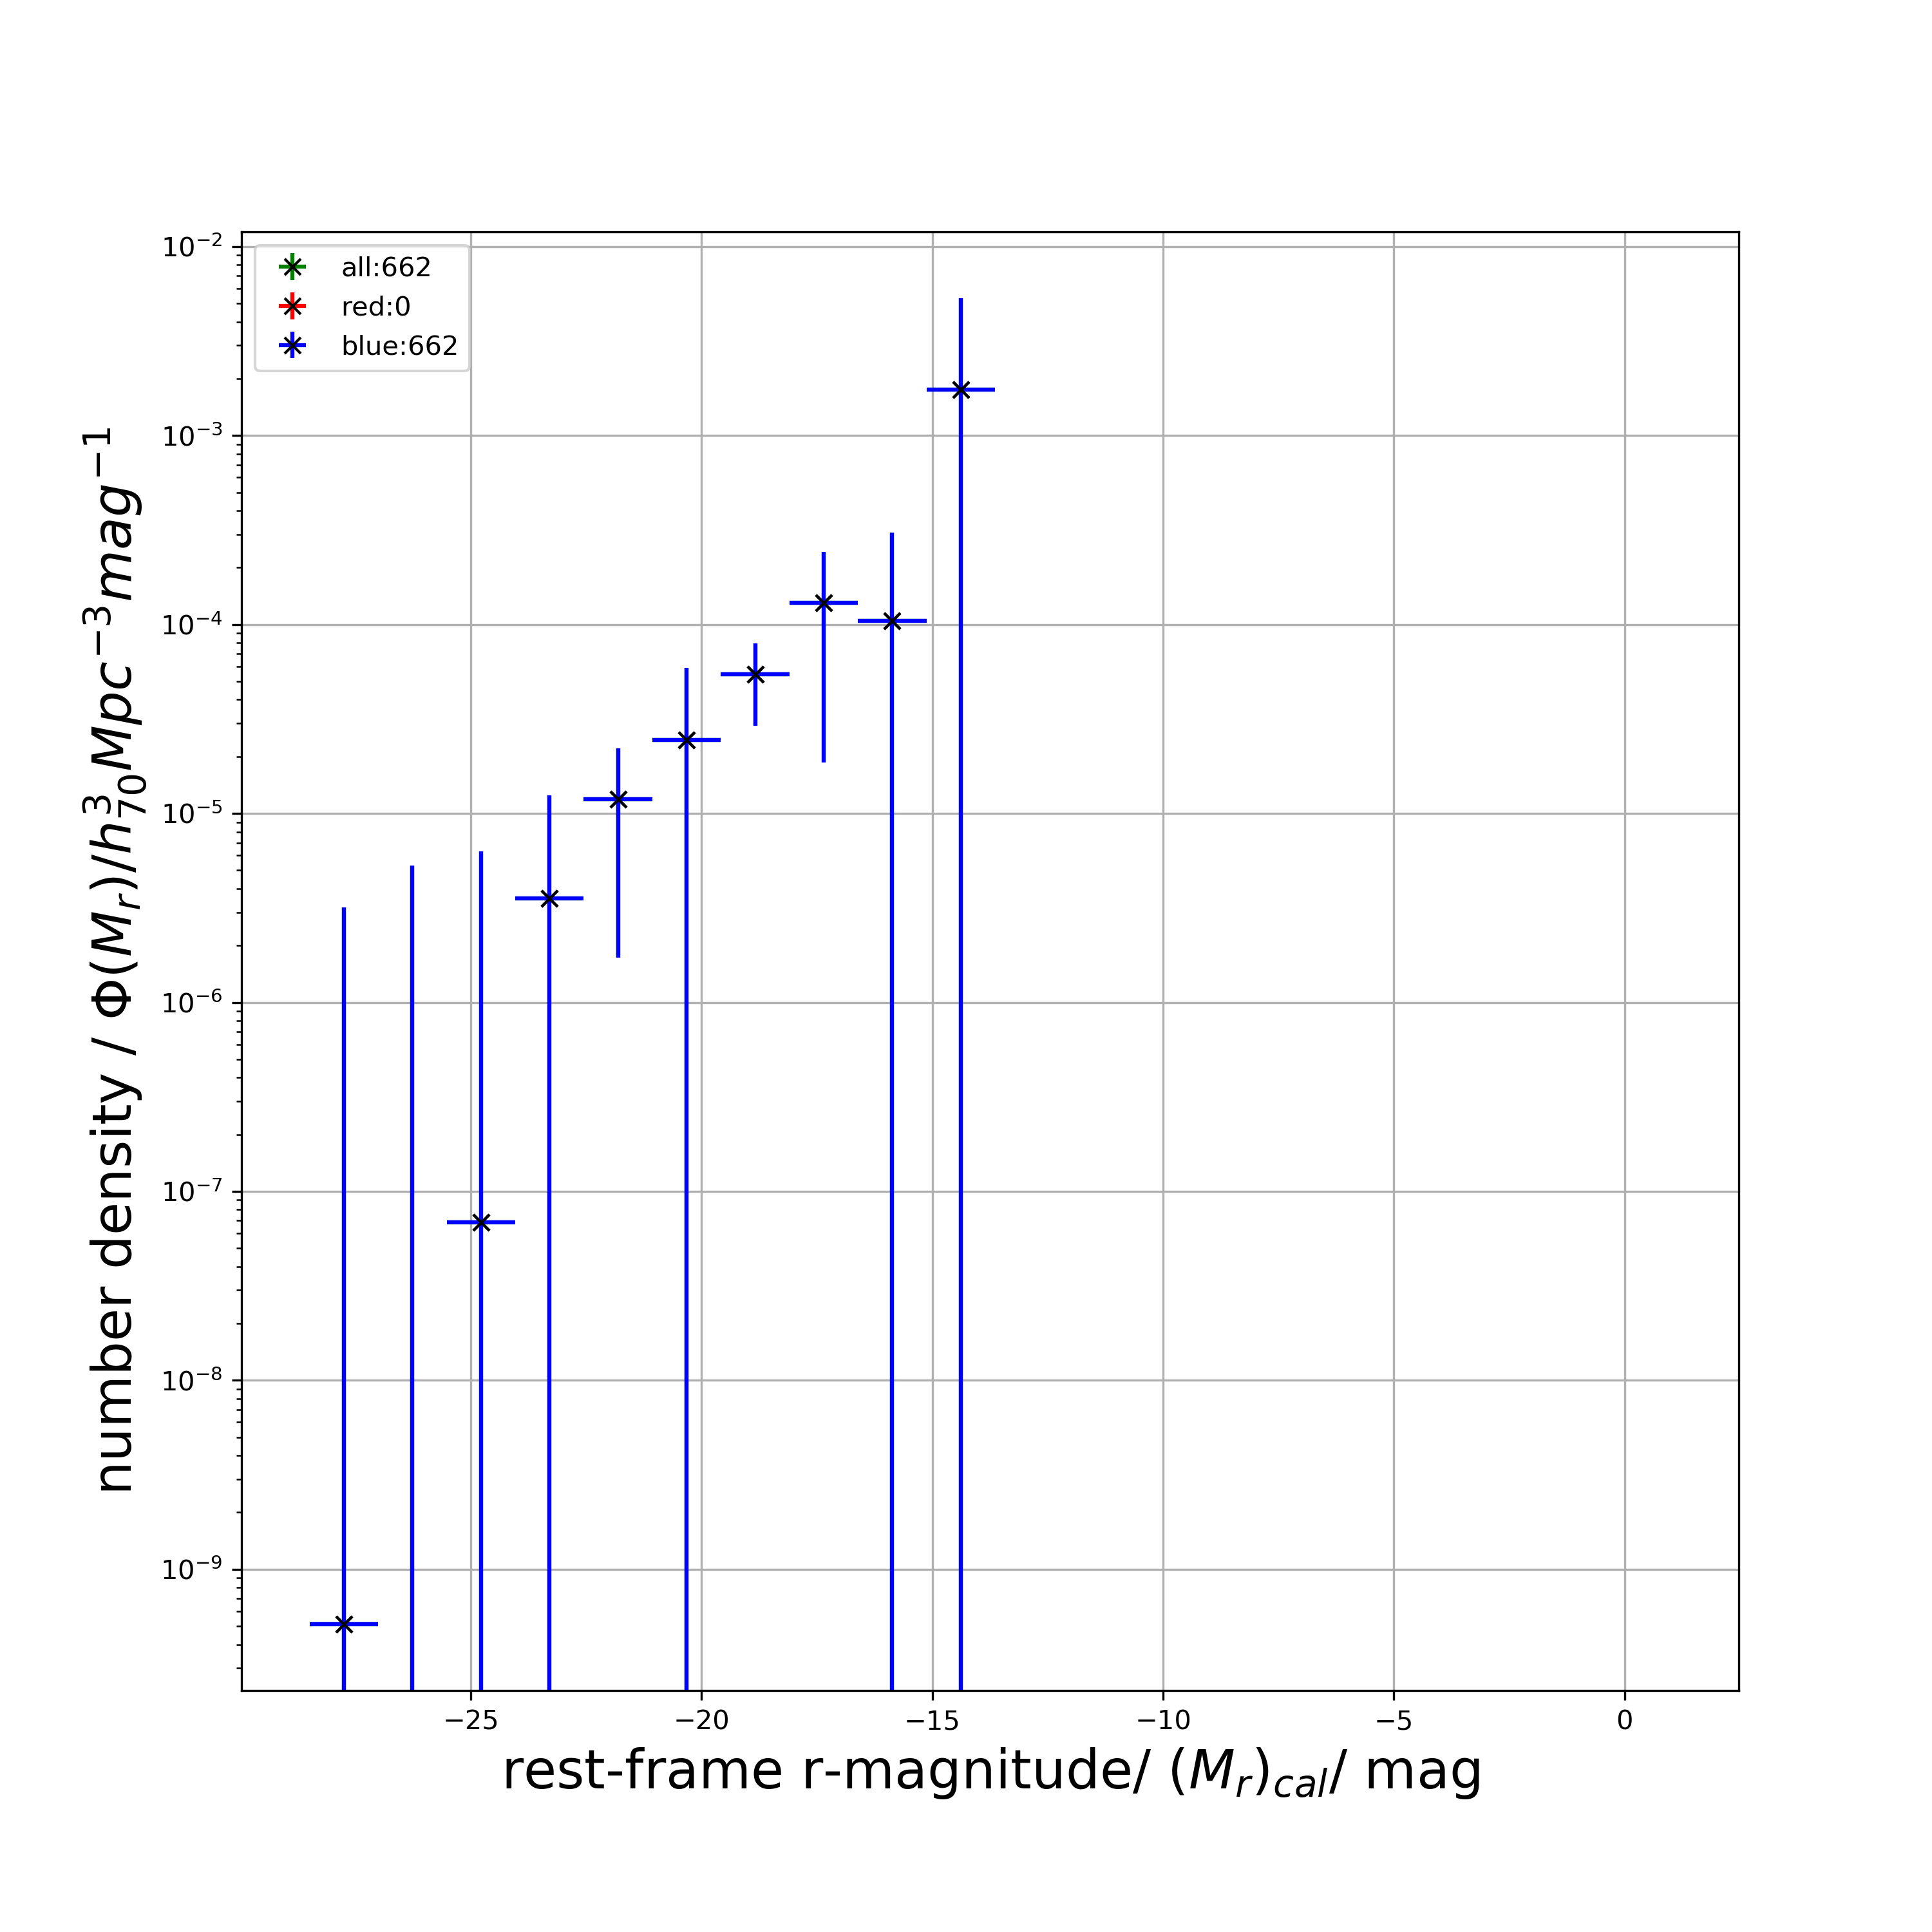 all:662
red:0
blue:662
10⁻²
10⁻³
10⁻⁴
10⁻⁵
10⁻⁶
10⁻⁷
10⁻⁸
10⁻⁹
number density / Φ(Mᵣ)/h₇₀³Mpc⁻³mag⁻¹
−25 −20 −15 −10 −5 0
rest-frame r-magnitude/ (Mᵣ)cal/ mag